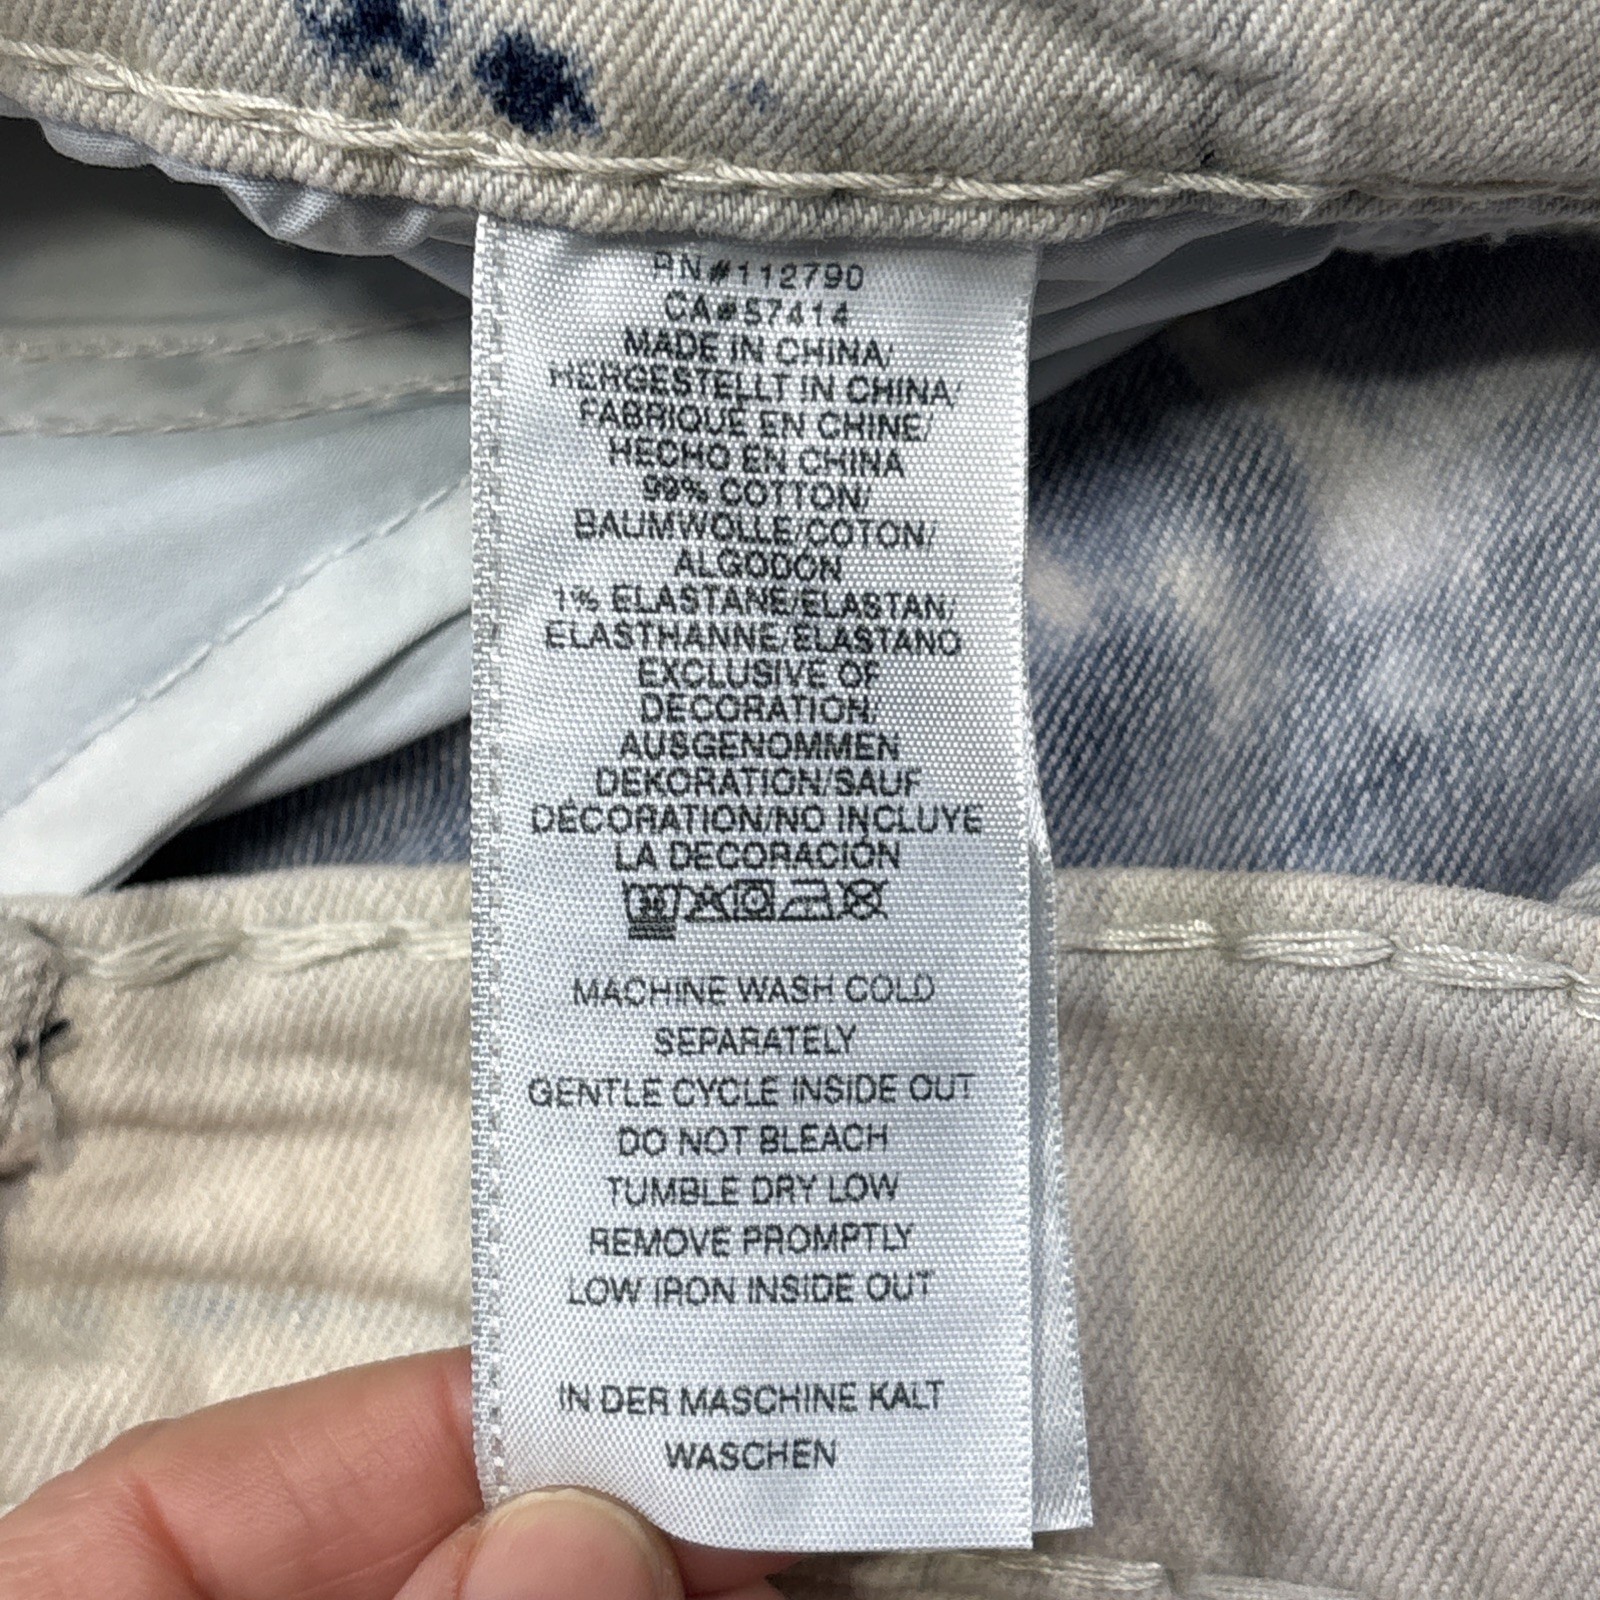 RN#112790
CA#57414
MADE IN CHINA/
HERGESTELLT IN CHINA/
FABRIQUÉ EN CHINE/
HECHO EN CHINA
99% COTTON/
BAUMWOLLE/COTON/
ALGODÓN
1% ELASTANE/ELASTAN/
ÉLASTHANNE/ELASTANO
EXCLUSIVE OF
DECORATION/
AUSGENOMMEN
DEKORATION/SAUF
DÉCORATION/NO INCLUYE
LA DECORACIÓN
30
MACHINE WASH COLD
SEPARATELY
GENTLE CYCLE INSIDE OUT
DO NOT BLEACH
TUMBLE DRY LOW
REMOVE PROMPTLY
LOW IRON INSIDE OUT
IN DER MASCHINE KALT
WASCHEN